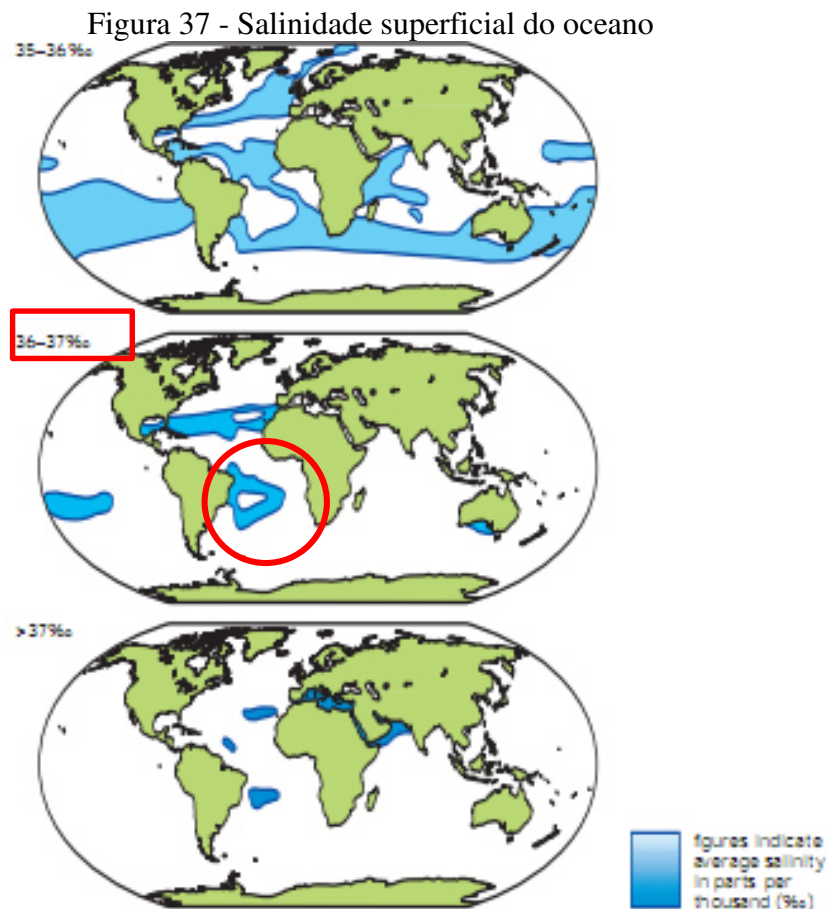 Figura 37 - Salinidade superficial do oceano
35–36‰
36–37‰
>37‰
figures indicate
average salinity
in parts per
thousand (‰)